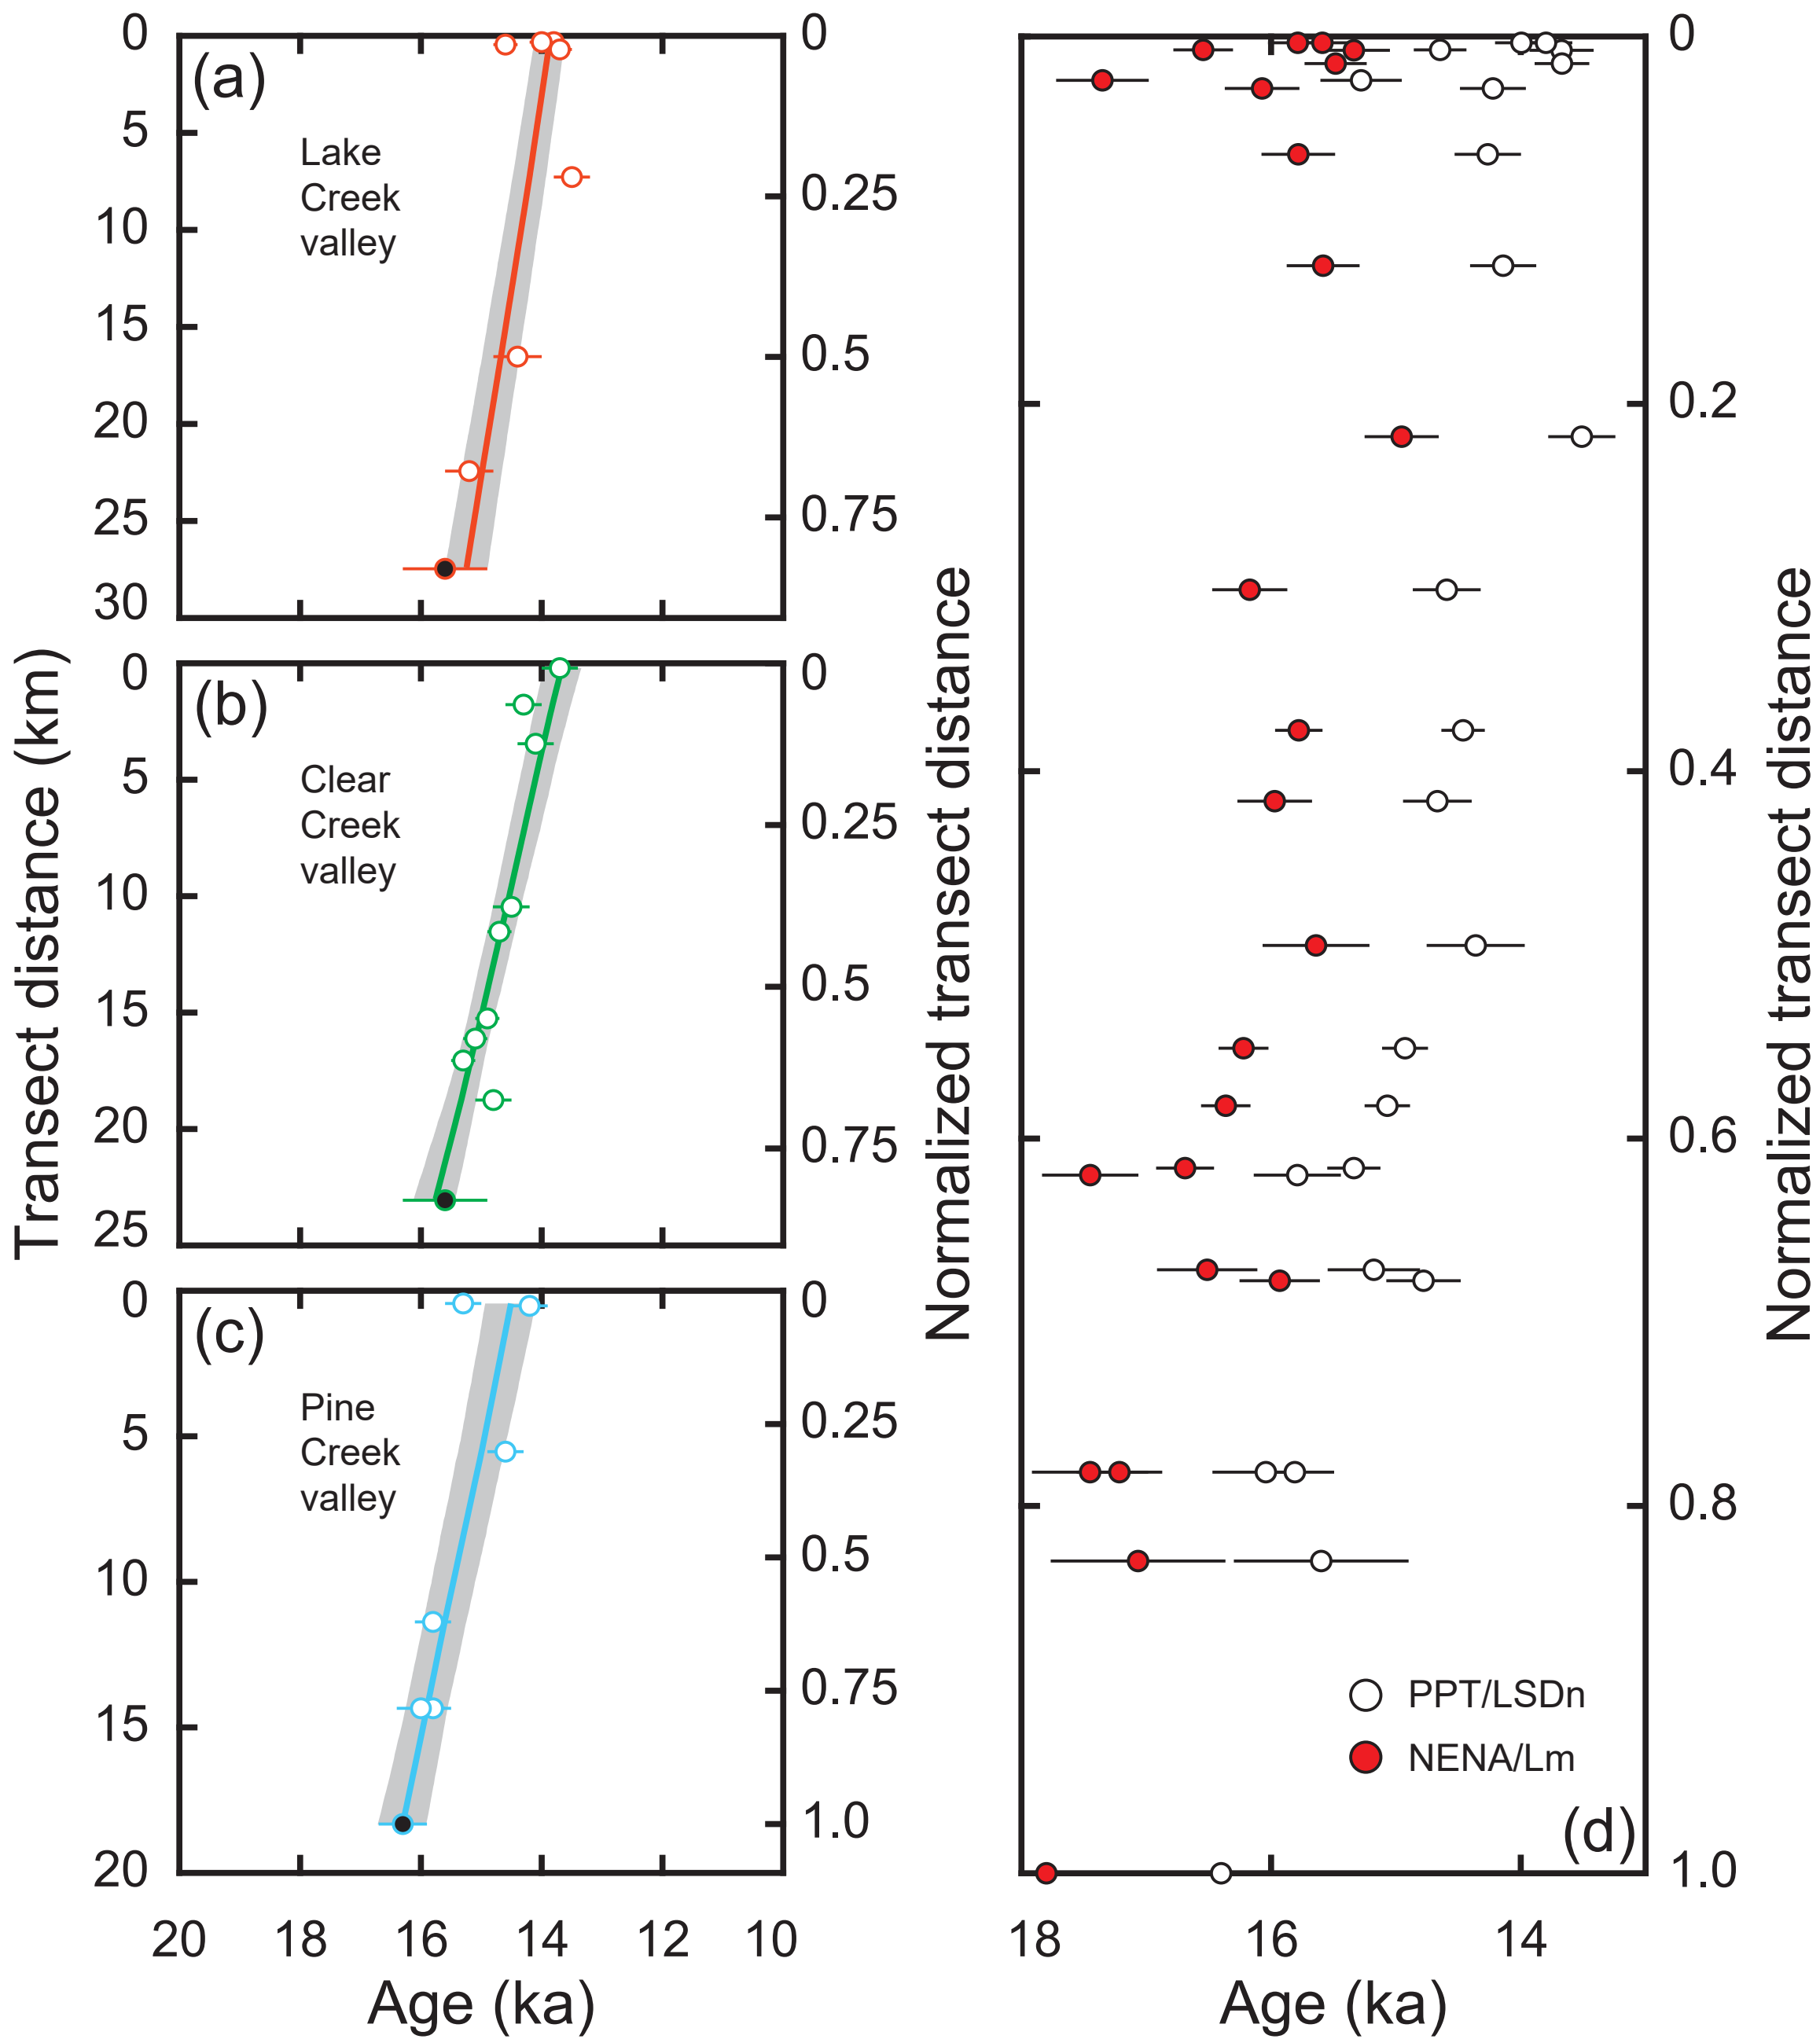 Transect distance (km)
0
5
10
15
20
25
30
(a)
Lake
Creek
valley
0
0.25
0.5
0.75
0
5
10
15
20
25
(b)
Clear
Creek
valley
0
0.25
0.5
0.75
0
5
10
15
20
(c)
Pine
Creek
valley
0
0.25
0.5
0.75
1.0
20 18 16 14 12 10
Age (ka)
Normalized transect distance
0
0.2
0.4
0.6
0.8
1.0
PPT/LSDn
NENA/Lm
(d)
18 16 14
Age (ka)
Normalized transect distance